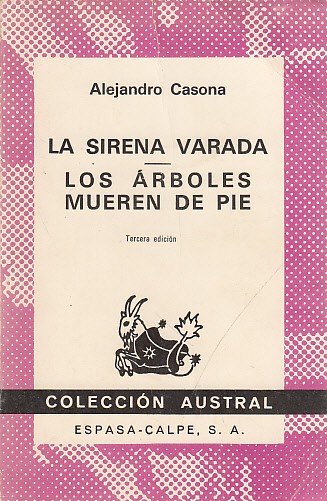 Alejandro Casona
LA SIRENA VARADA
LOS ÁRBOLES
MUEREN DE PIE
Tercera edición
COLECCIÓN AUSTRAL
ESPASA-CALPE, S. A.